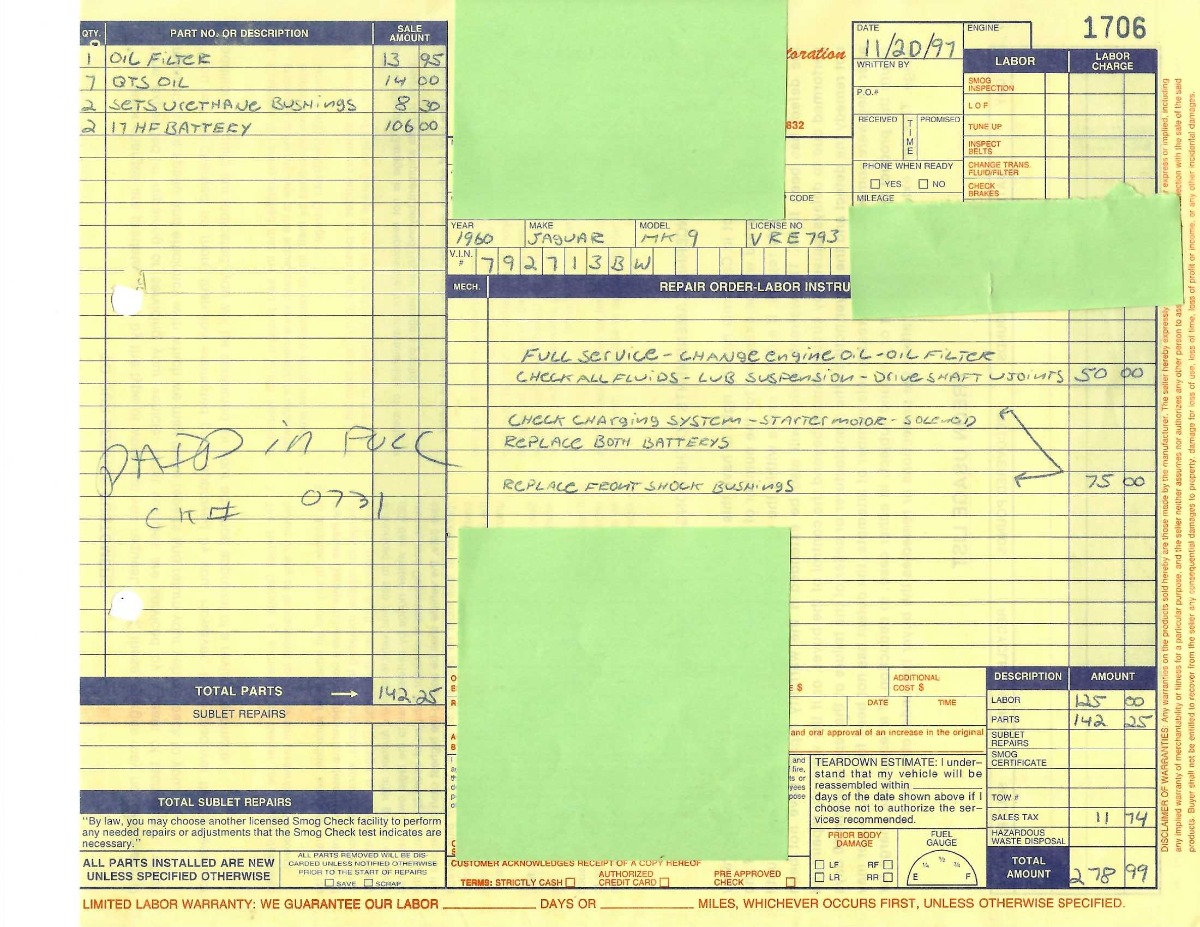 1706
QTY. PART NO. OR DESCRIPTION SALE AMOUNT
1 OIL FILTER 13 95
7 QTS OIL 14 00
2 SETS URETHANE BUSHINGS 8 30
2 17 HF BATTERY 106 00
PAID in FULL
CK# 0731
TOTAL PARTS 142.25
SUBLET REPAIRS
TOTAL SUBLET REPAIRS
"By law, you may choose another licensed Smog Check facility to perform
any needed repairs or adjustments that the Smog Check test indicates are
necessary."
ALL PARTS INSTALLED ARE NEW
UNLESS SPECIFIED OTHERWISE
ALL PARTS REMOVED WILL BE DIS-
CARDED UNLESS NOTIFIED OTHERWISE
PRIOR TO THE START OF REPAIRS
SAVE SCRAP
oration
832
CODE
DATE 11/20/97
WRITTEN BY
P.O.#
RECEIVED TIME PROMISED
PHONE WHEN READY
YES NO
MILEAGE
ENGINE
LABOR LABOR CHARGE
SMOG INSPECTION
L O F
TUNE UP
INSPECT BELTS
CHANGE TRANS. FLUID/FILTER
CHECK BRAKES
YEAR MAKE MODEL LICENSE NO
1960 JAGUAR MK 9 VRE 793
V.I.N. # 792713BW
MECH. REPAIR ORDER-LABOR INSTRU
FULL SERVICE - CHANGE ENGINE OIL - OIL FILTER
CHECK ALL FLUIDS - LUB SUSPENSION - DRIVE SHAFT UJOINTS 50 00
CHECK CHARGING SYSTEM - STARTER MOTOR - SOLENOD
REPLACE BOTH BATTERYS
REPLACE FRONT SHOCK BUSHINGS 75 00
E $
ADDITIONAL COST $
DATE TIME
and oral approval of an increase in the original
TEARDOWN ESTIMATE: I under-
stand that my vehicle will be
reassembled within
days of the date shown above if I
choose not to authorize the ser-
vices recommended.
PRIOR BODY DAMAGE
LF RF
LR RR
FUEL GAUGE
E 1/4 1/2 3/4 F
CUSTOMER ACKNOWLEDGES RECEIPT OF A COPY HEREOF
TERMS: STRICTLY CASH AUTHORIZED CREDIT CARD PRE APPROVED CHECK
DESCRIPTION AMOUNT
LABOR 125 00
PARTS 142 25
SUBLET REPAIRS
SMOG CERTIFICATE
TOW #
SALES TAX 11 74
HAZARDOUS WASTE DISPOSAL
TOTAL AMOUNT 278 99
LIMITED LABOR WARRANTY: WE GUARANTEE OUR LABOR DAYS OR MILES, WHICHEVER OCCURS FIRST, UNLESS OTHERWISE SPECIFIED.